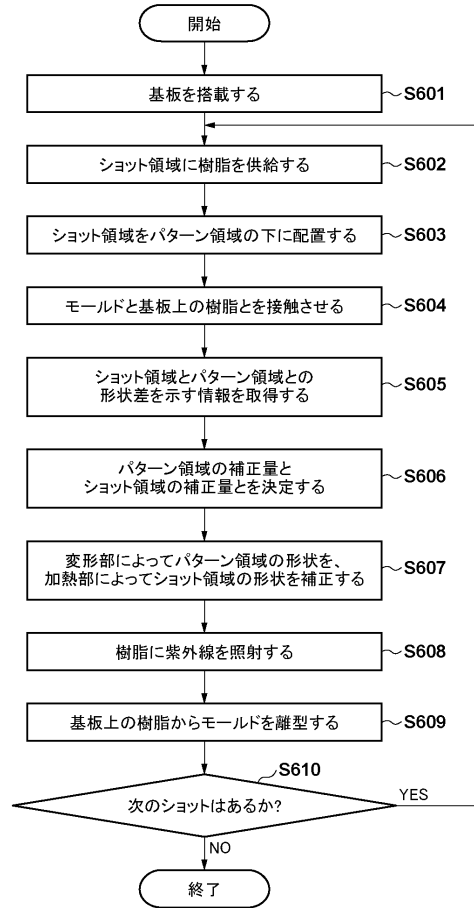 開始
基板を搭載する
S601
ショット領域に樹脂を供給する
S602
ショット領域をパターン領域の下に配置する
S603
モールドと基板上の樹脂とを接触させる
S604
ショット領域とパターン領域との
形状差を示す情報を取得する
S605
パターン領域の補正量と
ショット領域の補正量とを決定する
S606
変形部によってパターン領域の形状を、
加熱部によってショット領域の形状を補正する
S607
樹脂に紫外線を照射する
S608
基板上の樹脂からモールドを離型する
S609
S610
次のショットはあるか?
YES
NO
終了